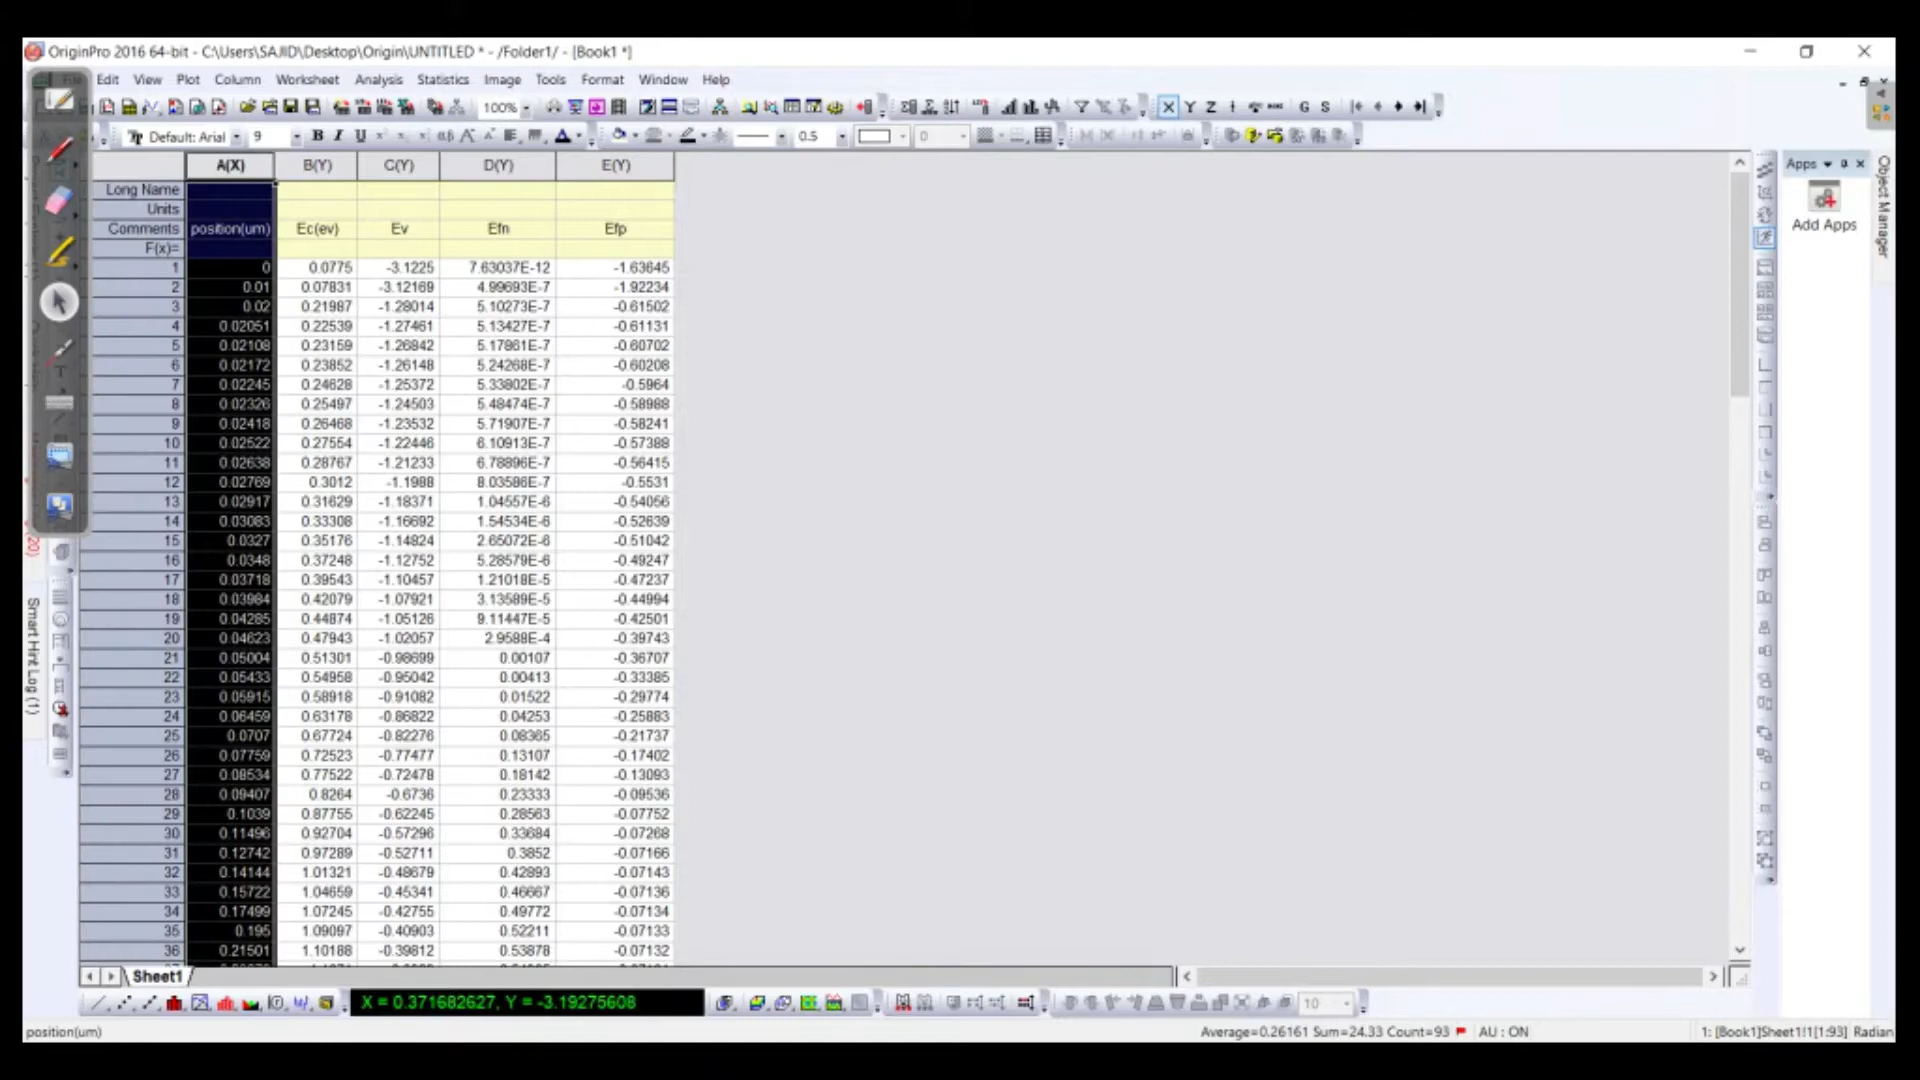 OriginPro 2016 64-bit - C:\Users\SAJID\Desktop\Origin\UNTITLED * - /Folder1/ - [Book1 *]
Edit View Plot Column Worksheet Analysis Statistics Image Tools Format Window Help
100% X Y Z G S
Default: Arial 9 B I U 0.5 0
Apps
Add Apps
Object Manager
A(X) B(Y) C(Y) D(Y) E(Y)
Long Name
Units
Comments position(um) Ec(ev) Ev Efn Efp
F(x)=
1 0 0.0775 -3.1225 7.63037E-12 -1.63645
2 0.01 0.07831 -3.12169 4.99693E-7 -1.92234
3 0.02 0.21987 -1.28014 5.10273E-7 -0.61502
4 0.02051 0.22539 -1.27461 5.13427E-7 -0.61131
5 0.02108 0.23159 -1.26842 5.17861E-7 -0.60702
6 0.02172 0.23852 -1.26148 5.24268E-7 -0.60208
7 0.02245 0.24628 -1.25372 5.33802E-7 -0.5964
8 0.02326 0.25497 -1.24503 5.48474E-7 -0.58988
9 0.02418 0.26468 -1.23532 5.71907E-7 -0.58241
10 0.02522 0.27554 -1.22446 6.10913E-7 -0.57388
11 0.02638 0.28767 -1.21233 6.78896E-7 -0.56415
12 0.02769 0.3012 -1.1988 8.03586E-7 -0.5531
13 0.02917 0.31629 -1.18371 1.04557E-6 -0.54056
14 0.03083 0.33308 -1.16692 1.54534E-6 -0.52639
15 0.0327 0.35176 -1.14824 2.65072E-6 -0.51042
16 0.0348 0.37248 -1.12752 5.28579E-6 -0.49247
17 0.03718 0.39543 -1.10457 1.21018E-5 -0.47237
18 0.03984 0.42079 -1.07921 3.13589E-5 -0.44994
19 0.04285 0.44874 -1.05126 9.11447E-5 -0.42501
20 0.04623 0.47943 -1.02057 2.9588E-4 -0.39743
21 0.05004 0.51301 -0.98699 0.00107 -0.36707
22 0.05433 0.54958 -0.95042 0.00413 -0.33385
23 0.05915 0.58918 -0.91082 0.01522 -0.29774
24 0.06459 0.63178 -0.86822 0.04253 -0.25883
25 0.0707 0.67724 -0.82276 0.08365 -0.21737
26 0.07759 0.72523 -0.77477 0.13107 -0.17402
27 0.08534 0.77522 -0.72478 0.18142 -0.13093
28 0.09407 0.8264 -0.6736 0.23333 -0.09536
29 0.1039 0.87755 -0.62245 0.28563 -0.07752
30 0.11496 0.92704 -0.57296 0.33684 -0.07268
31 0.12742 0.97289 -0.52711 0.3852 -0.07166
32 0.14144 1.01321 -0.48679 0.42893 -0.07143
33 0.15722 1.04659 -0.45341 0.46667 -0.07136
34 0.17499 1.07245 -0.42755 0.49772 -0.07134
35 0.195 1.09097 -0.40903 0.52211 -0.07133
36 0.21501 1.10188 -0.39812 0.53878 -0.07132
Smart Hint Log (1)
Sheet1
X = 0.371682627, Y = -3.19275608
10
position(um) Average=0.26161 Sum=24.33 Count=93 AU : ON 1: [Book1]Sheet1!1[1:93] Radian